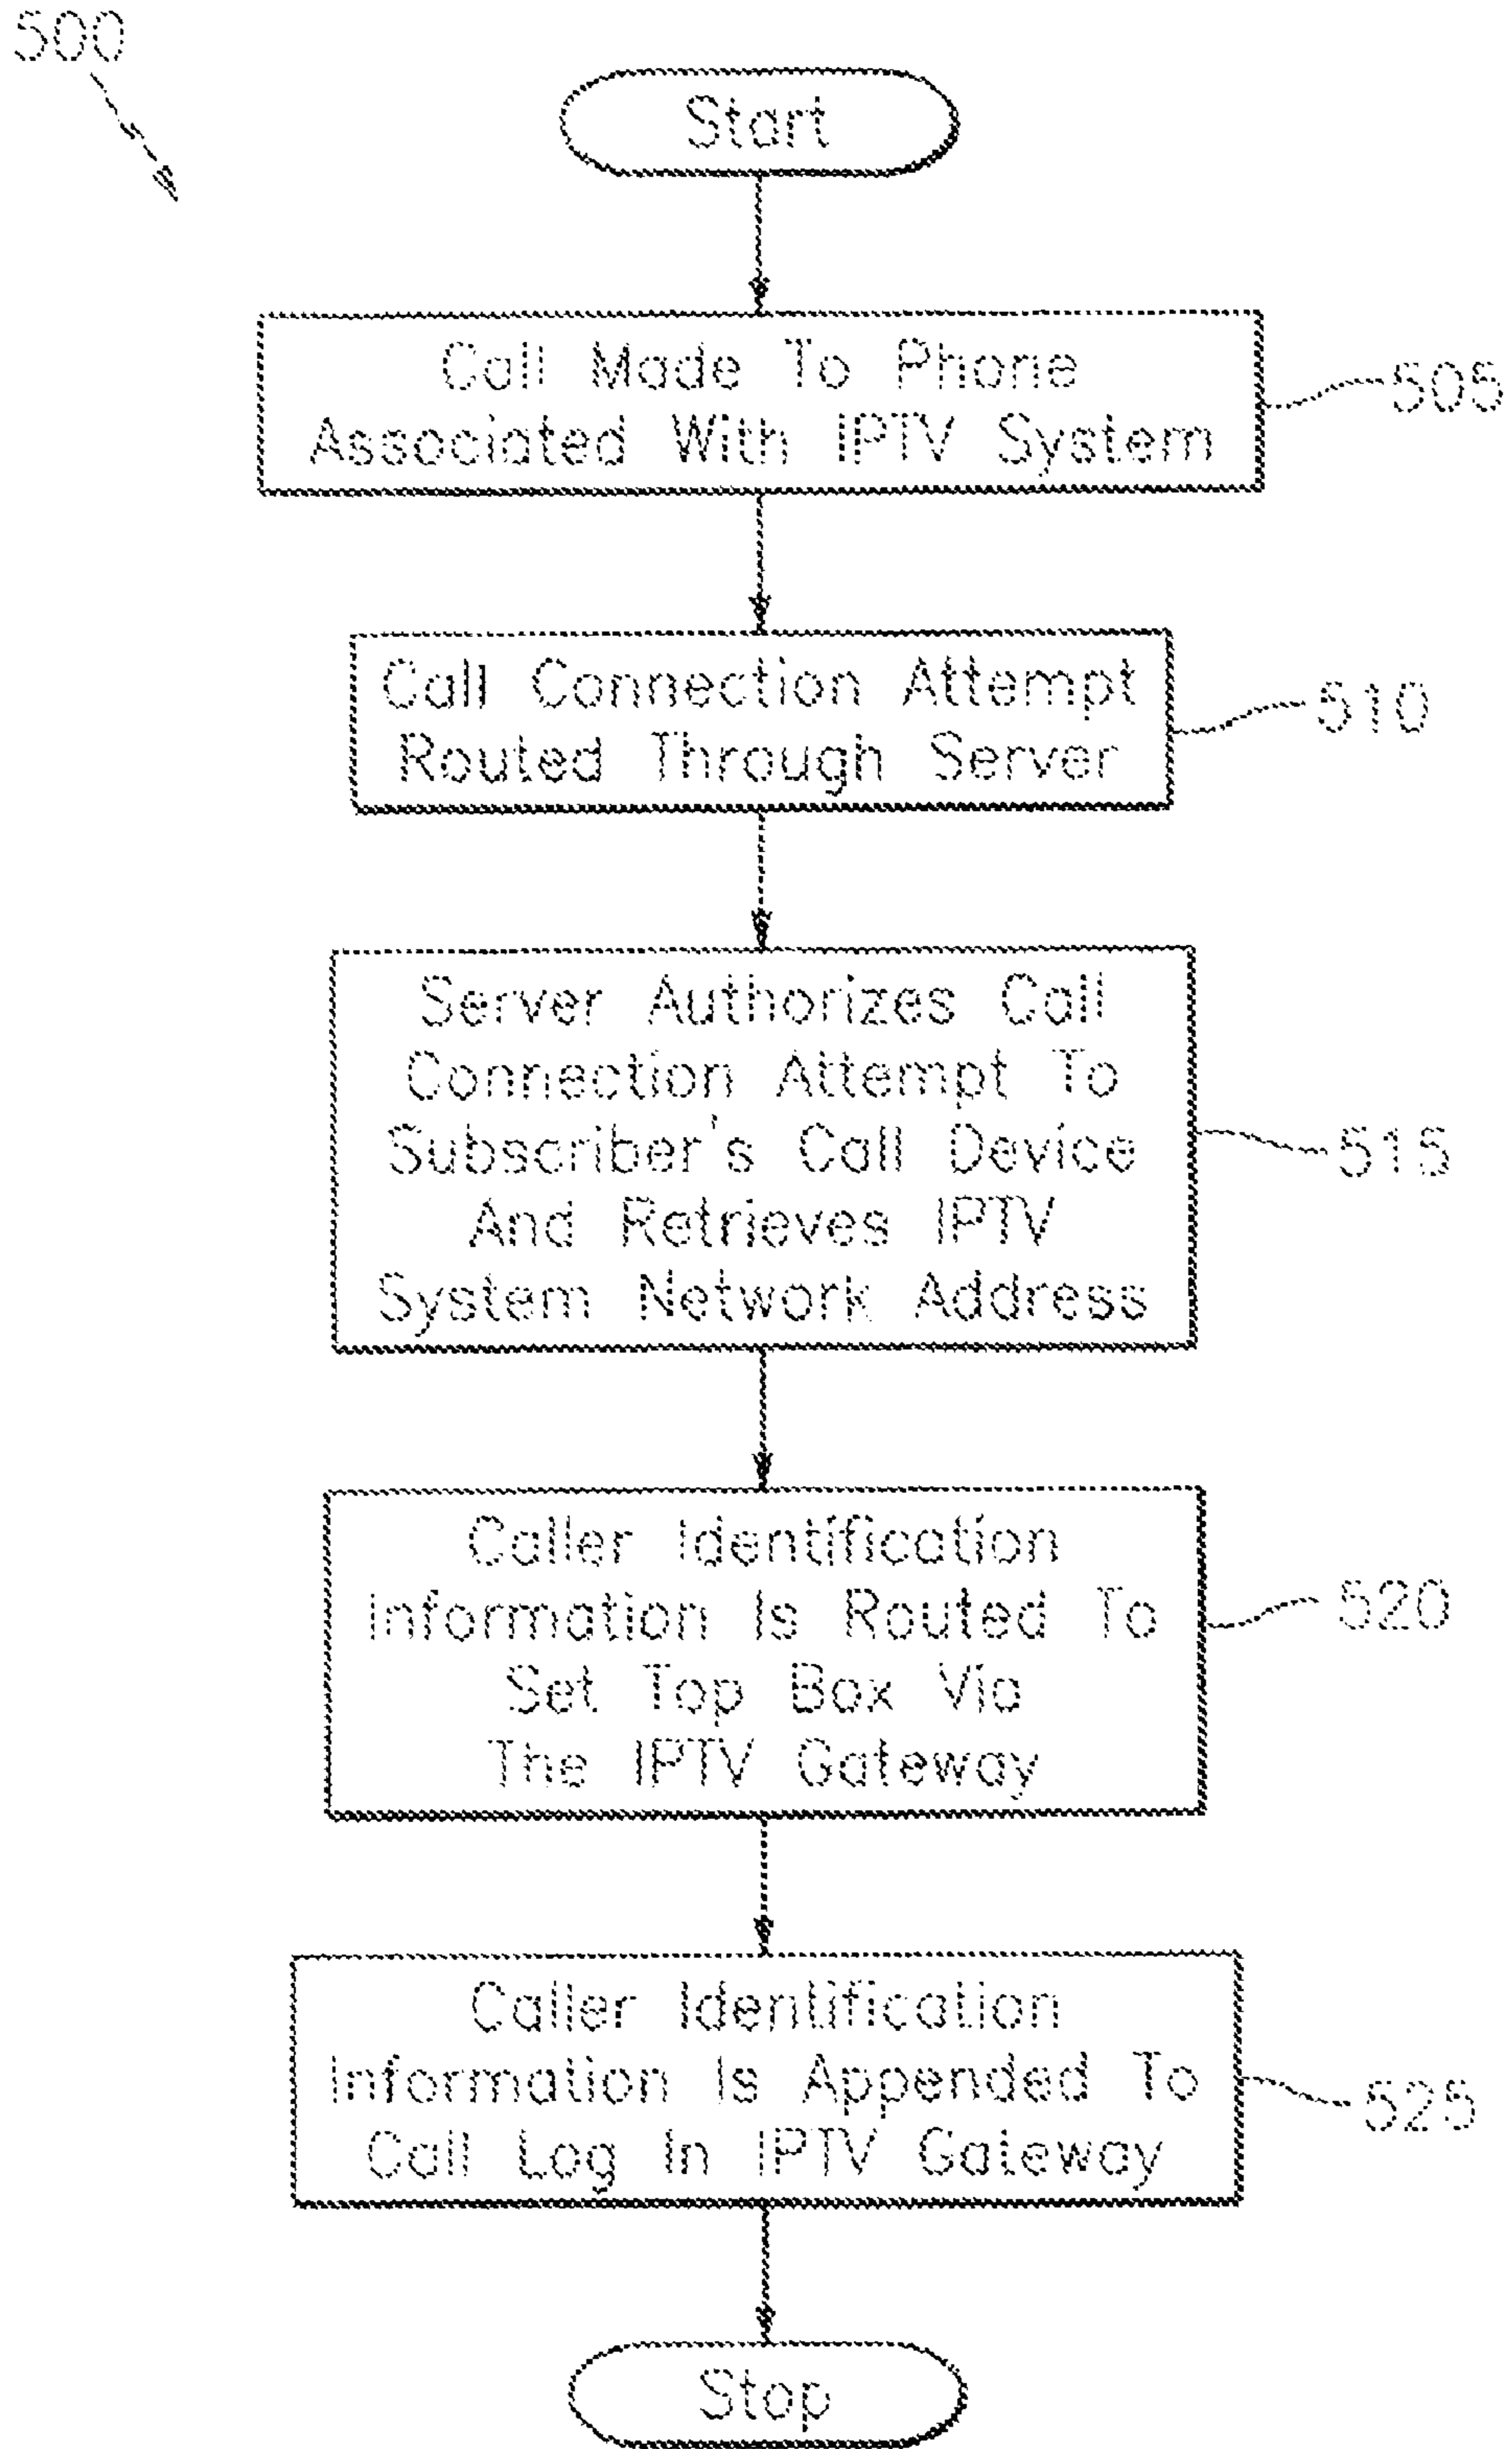 500
Start
Call Made To Phone
Associated With IPTV System
505
Call Connection Attempt
Routed Through Server
510
Server Authorizes Call
Connection Attempt To
Subscriber's Call Device
And Retrieves IPTV
System Network Address
515
Caller Identification
Information Is Routed To
Set Top Box Via
The IPTV Gateway
520
Caller Identification
Information Is Appended To
Call Log In IPTV Gateway
525
Stop